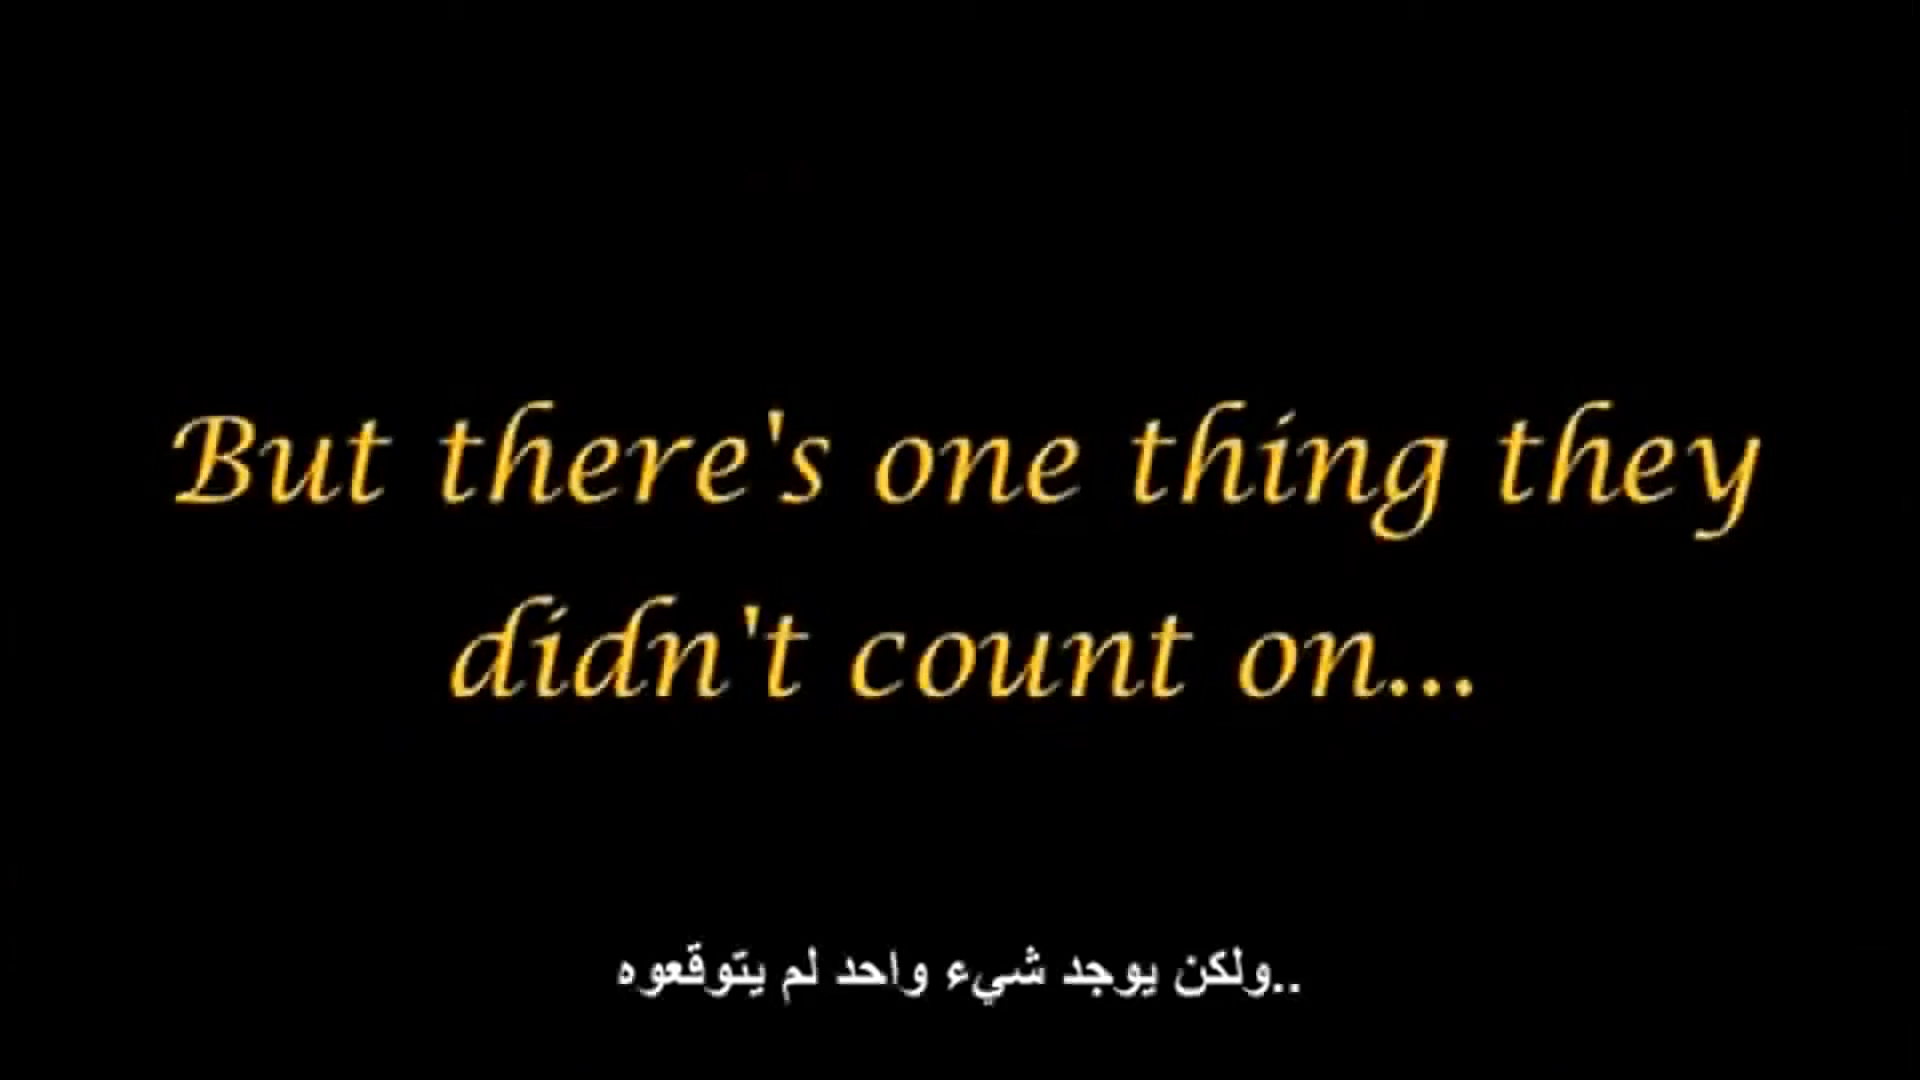 But there's one thing they
didn't count on...
..ولكن يوجد شيء واحد لم يتوقعوه